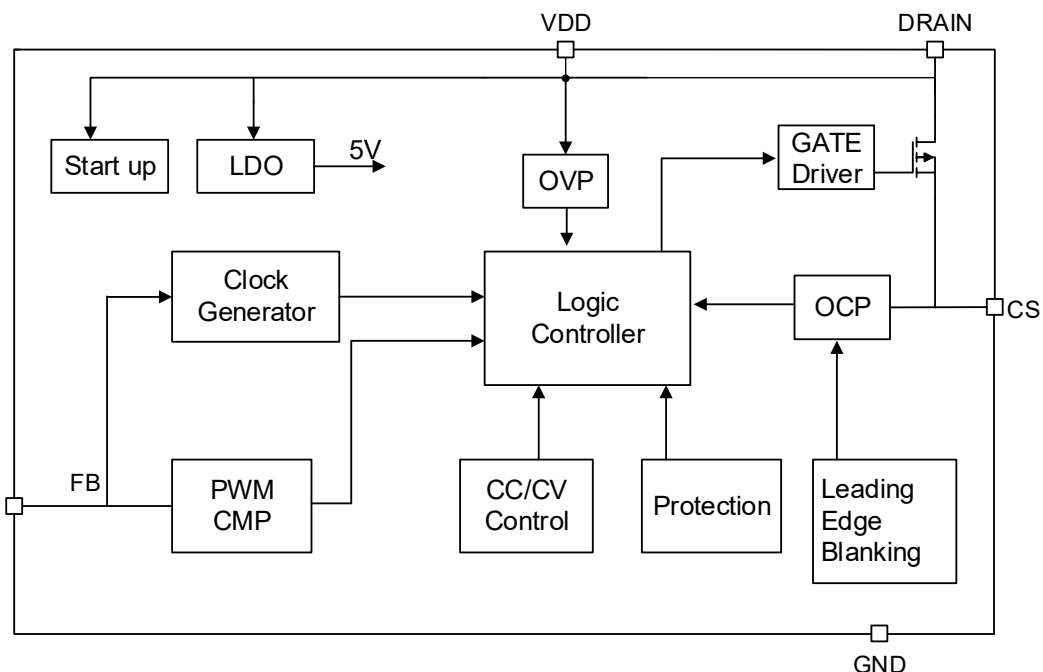 VDD
DRAIN
Start up
LDO
5V
OVP
GATE
Driver
Clock
Generator
Logic
Controller
OCP
CS
FB
PWM
CMP
CC/CV
Control
Protection
Leading
Edge
Blanking
GND